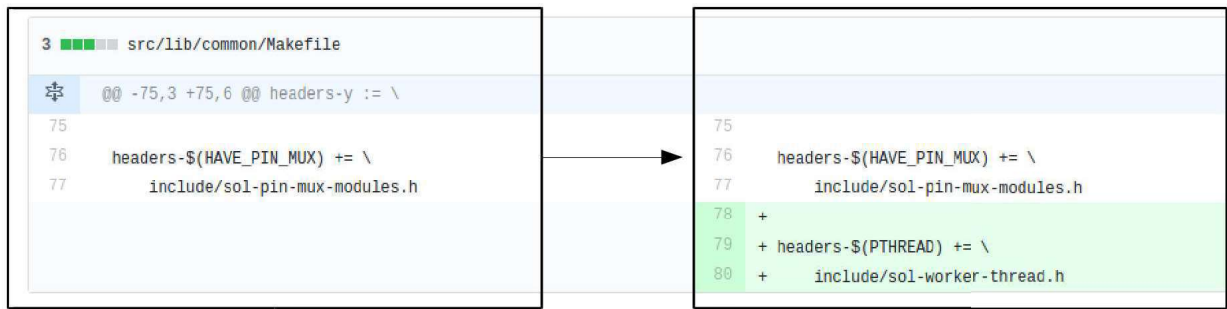 3 src/lib/common/Makefile
@@ -75,3 +75,6 @@ headers-y := \
75
76 headers-$(HAVE_PIN_MUX) += \
77 include/sol-pin-mux-modules.h
75
76 headers-$(HAVE_PIN_MUX) += \
77 include/sol-pin-mux-modules.h
78 +
79 + headers-$(PTHREAD) += \
80 + include/sol-worker-thread.h